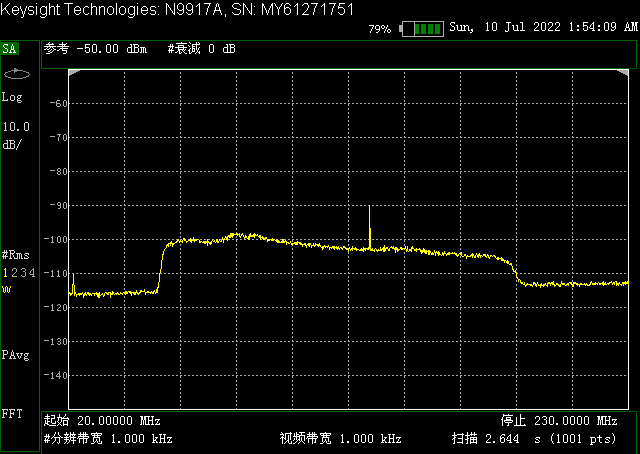 Keysight Technologies: N9917A, SN: MY61271751
79% Sun, 10 Jul 2022 1:54:09 AM
SA 参考 -50.00 dBm #衰减 0 dB
Log
10.0
dB/
-60
-70
-80
-90
-100
-110
-120
-130
-140
#Rms
1234
W
PAvg
FFT
起始 20.00000 MHz 停止 230.0000 MHz
#分辨带宽 1.000 kHz 视频带宽 1.000 kHz 扫描 2.644 s (1001 pts)